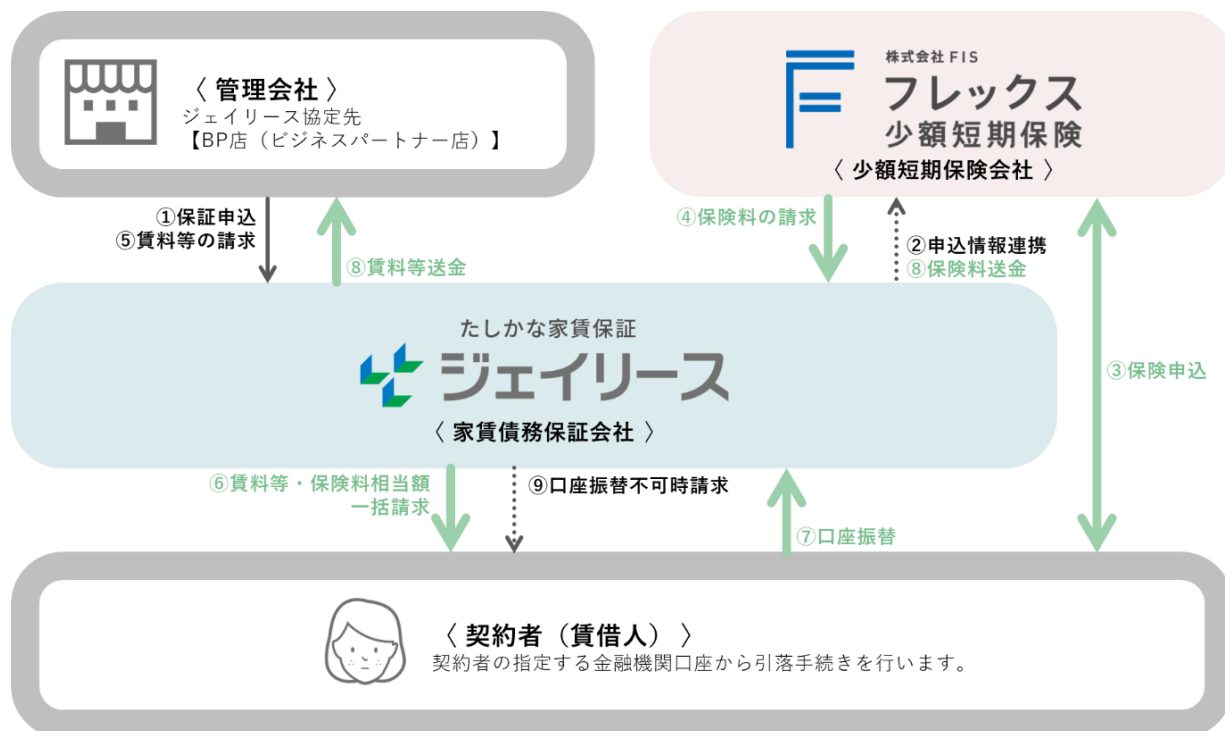 〈 管理会社 〉
ジェイリース協定先
【BP店（ビジネスパートナー店）】
株式会社 FIS
フレックス
少額短期保険
〈 少額短期保険会社 〉
①保証申込
⑤賃料等の請求
⑧賃料等送金
④保険料の請求
②申込情報連携
⑧保険料送金
③保険申込
たしかな家賃保証
ジェイリース
〈 家賃債務保証会社 〉
⑥賃料等・保険料相当額
一括請求
⑨口座振替不可時請求
⑦口座振替
〈 契約者（賃借人） 〉
契約者の指定する金融機関口座から引落手続きを行います。